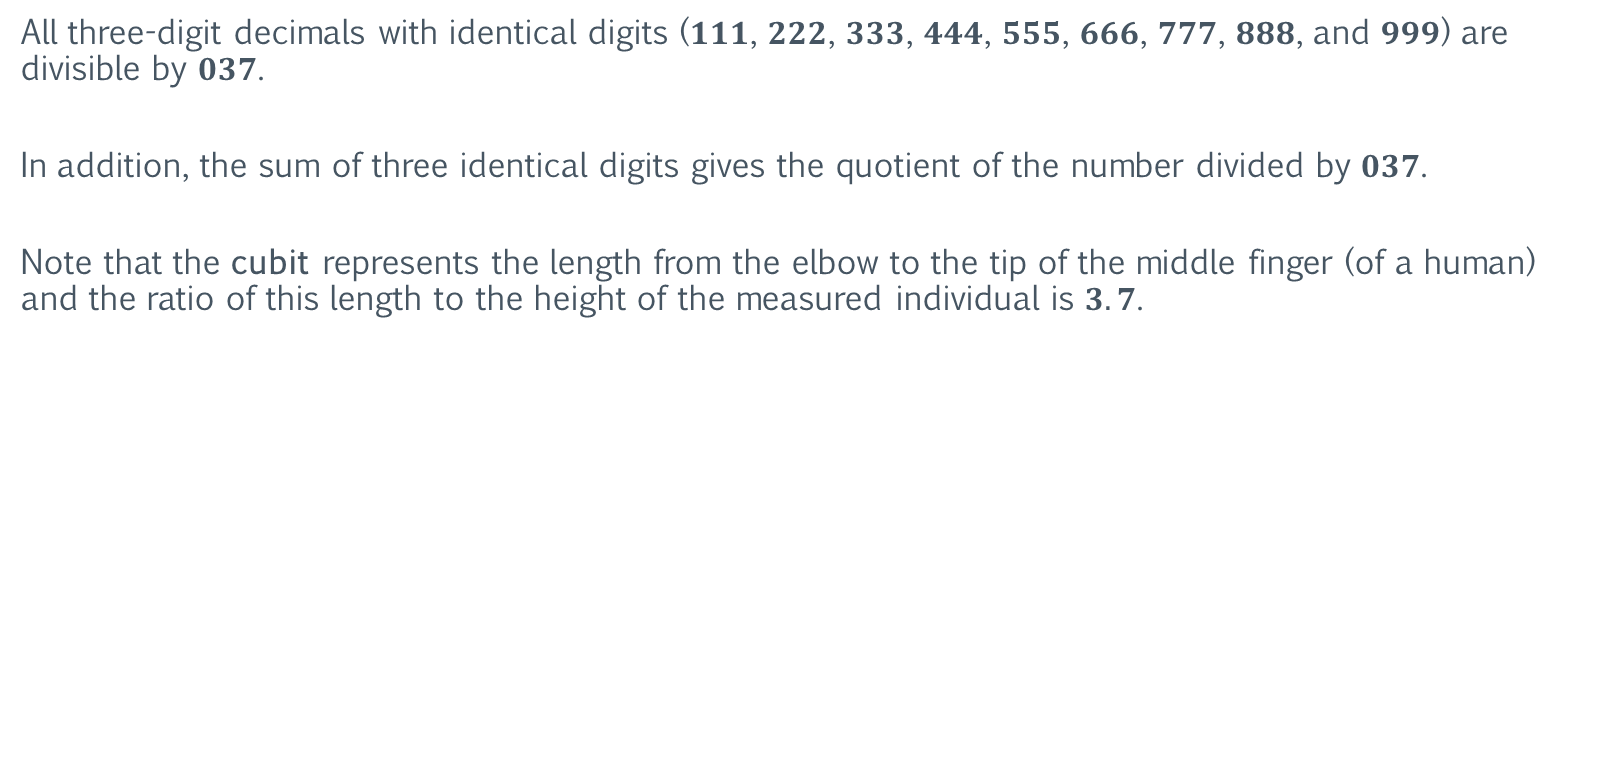 All three-digit decimals with identical digits (111, 222, 333, 444, 555, 666, 777, 888, and 999) are
divisible by 037.
In addition, the sum of three identical digits gives the quotient of the number divided by 037.
Note that the cubit represents the length from the elbow to the tip of the middle finger (of a human)
and the ratio of this length to the height of the measured individual is 3.7.